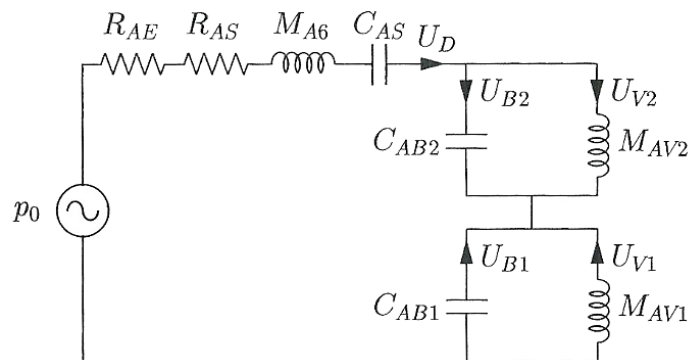 R_{AE} R_{AS} M_{A6} C_{AS} U_D
U_{B2} U_{V2}
C_{AB2} M_{AV2}
p_0
U_{B1} U_{V1}
C_{AB1} M_{AV1}